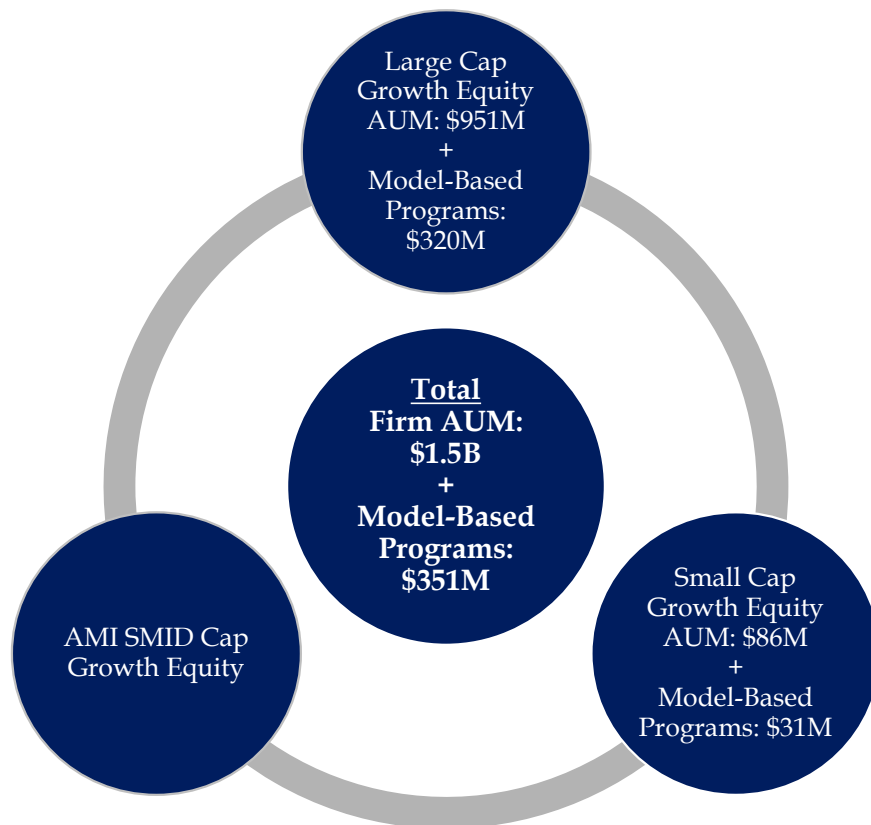 Large Cap
Growth Equity
AUM: $951M
+
Model-Based
Programs:
$320M
Total
Firm AUM:
$1.5B
+
Model-Based
Programs:
$351M
AMI SMID Cap
Growth Equity
Small Cap
Growth Equity
AUM: $86M
+
Model-Based
Programs: $31M